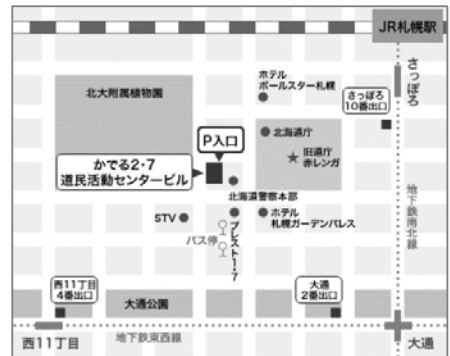 JR札幌駅
さっぽろ
ホテル
ポールスター札幌
さっぽろ
10番出口
北大附属植物園
P入口
北海道庁
旧道庁
赤レンガ
かでる2・7
道民活動センタービル
北海道警察本部
地下鉄南北線
STV
ホテル
札幌ガーデンパレス
バス停
プレスト1・7
西11丁目
4番出口
大通公園
大通
2番出口
地下鉄東西線
西11丁目
大通